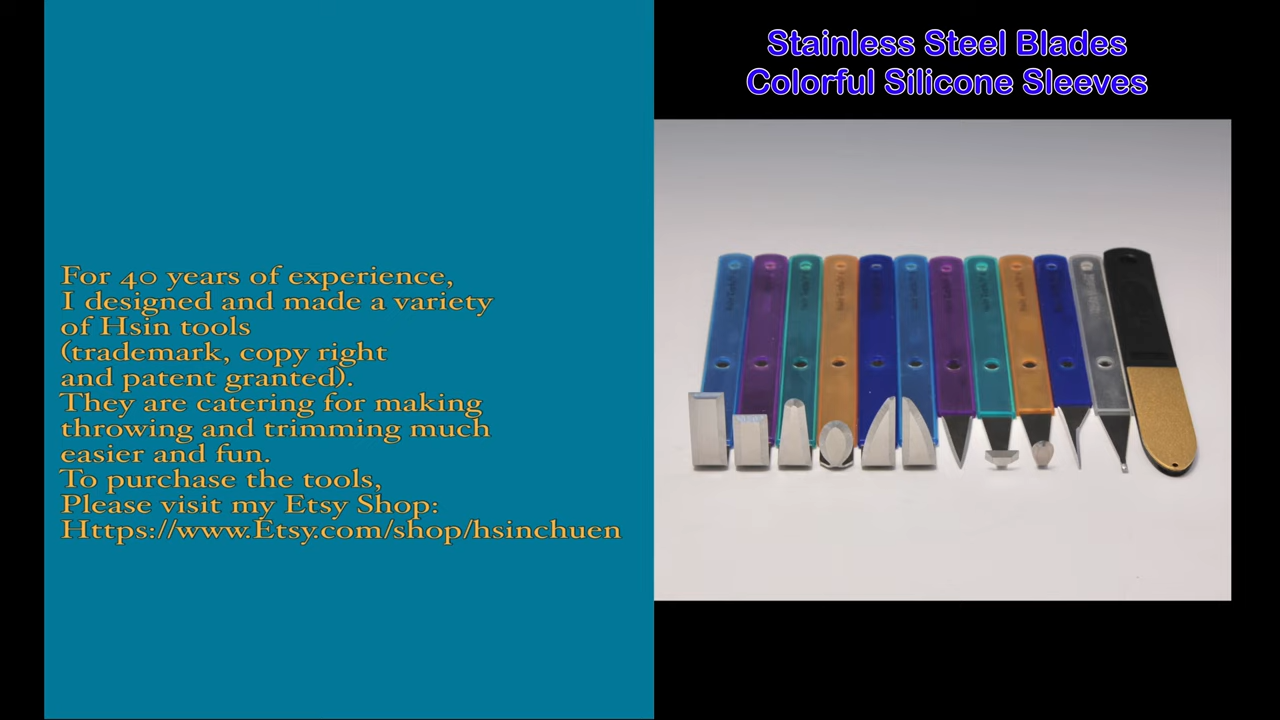 Stainless Steel Blades
Colorful Silicone Sleeves
For 40 years of experience,
I designed and made a variety
of Hsin tools
(trademark, copy right
and patent granted).
They are catering for making
throwing and trimming much
easier and fun.
To purchase the tools,
Please visit my Etsy Shop:
Https://www.Etsy.com/shop/hsinchuen